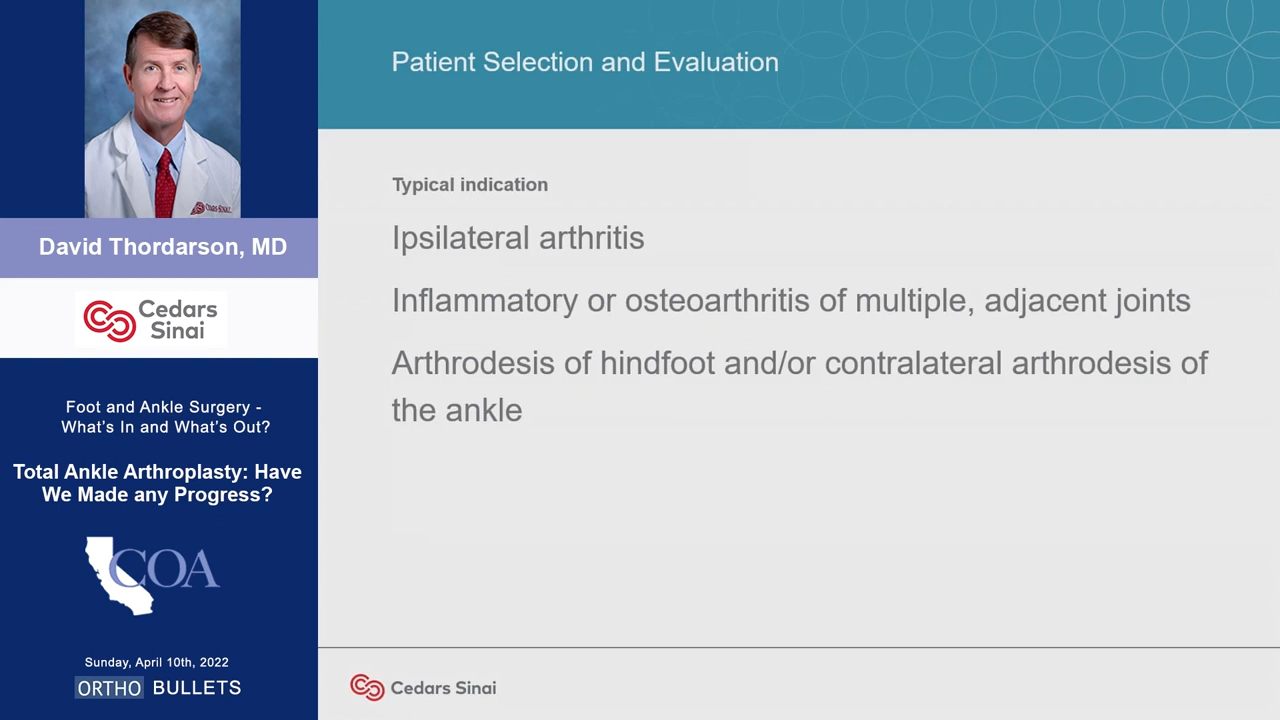 David Thordarson, MD
Cedars
Sinai
Foot and Ankle Surgery -
What's In and What's Out?
Total Ankle Arthroplasty: Have
We Made any Progress?
COA
Sunday, April 10th, 2022
ORTHO BULLETS
Patient Selection and Evaluation
Typical indication
Ipsilateral arthritis
Inflammatory or osteoarthritis of multiple, adjacent joints
Arthrodesis of hindfoot and/or contralateral arthrodesis of
the ankle
Cedars Sinai